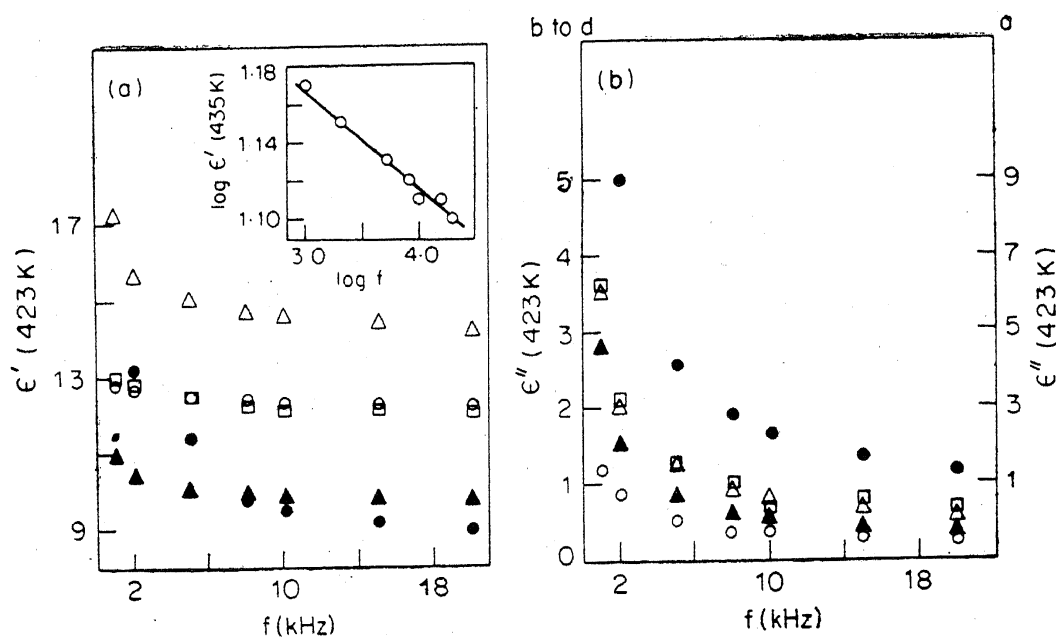 (a)
1·18
1·14
1·10
log ϵ' (435K)
3·0
4·0
log f
17
13
9
ϵ' (423K)
2
10
18
f(kHz)
b to d
a
(b)
5
4
3
2
1
0
ϵ'' (423K)
9
7
5
3
1
ϵ'' (423K)
2
10
18
f(kHz)